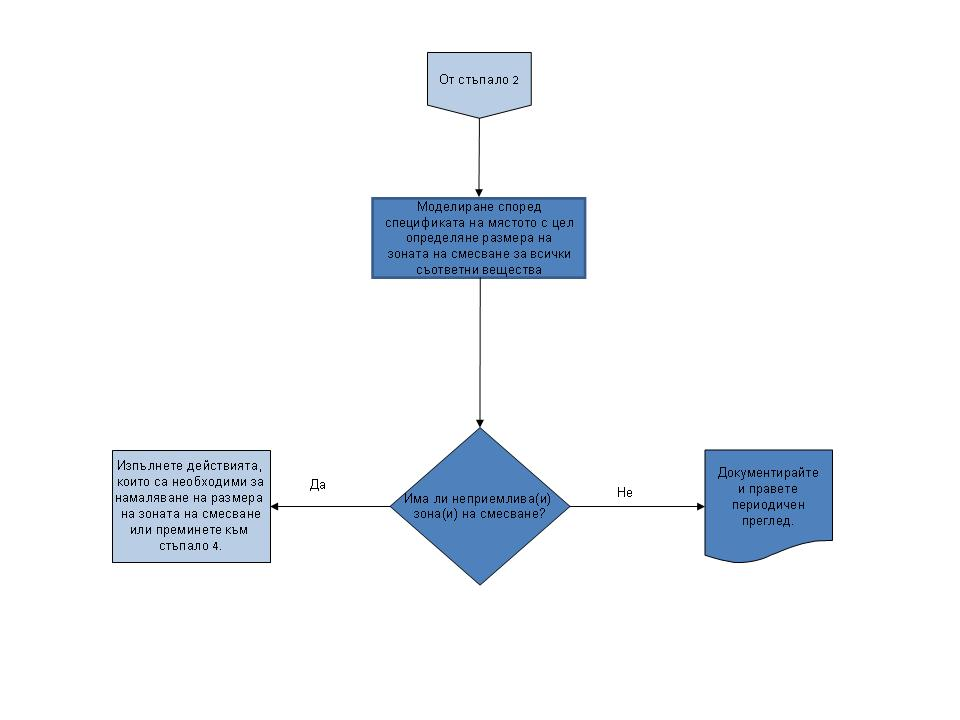 От стъпало 2
Моделиране според
спецификата на мястото с цел
определяне размера на
зоната на смесване за всички
съответни вещества
Изпълнете действията,
които са необходими за
намаляване на размера
на зоната на смесване
или преминете към
стъпало 4.
Да
Има ли неприемлива(и)
зона(и) на смесване?
Не
Документирайте
и правете
периодичен
преглед.